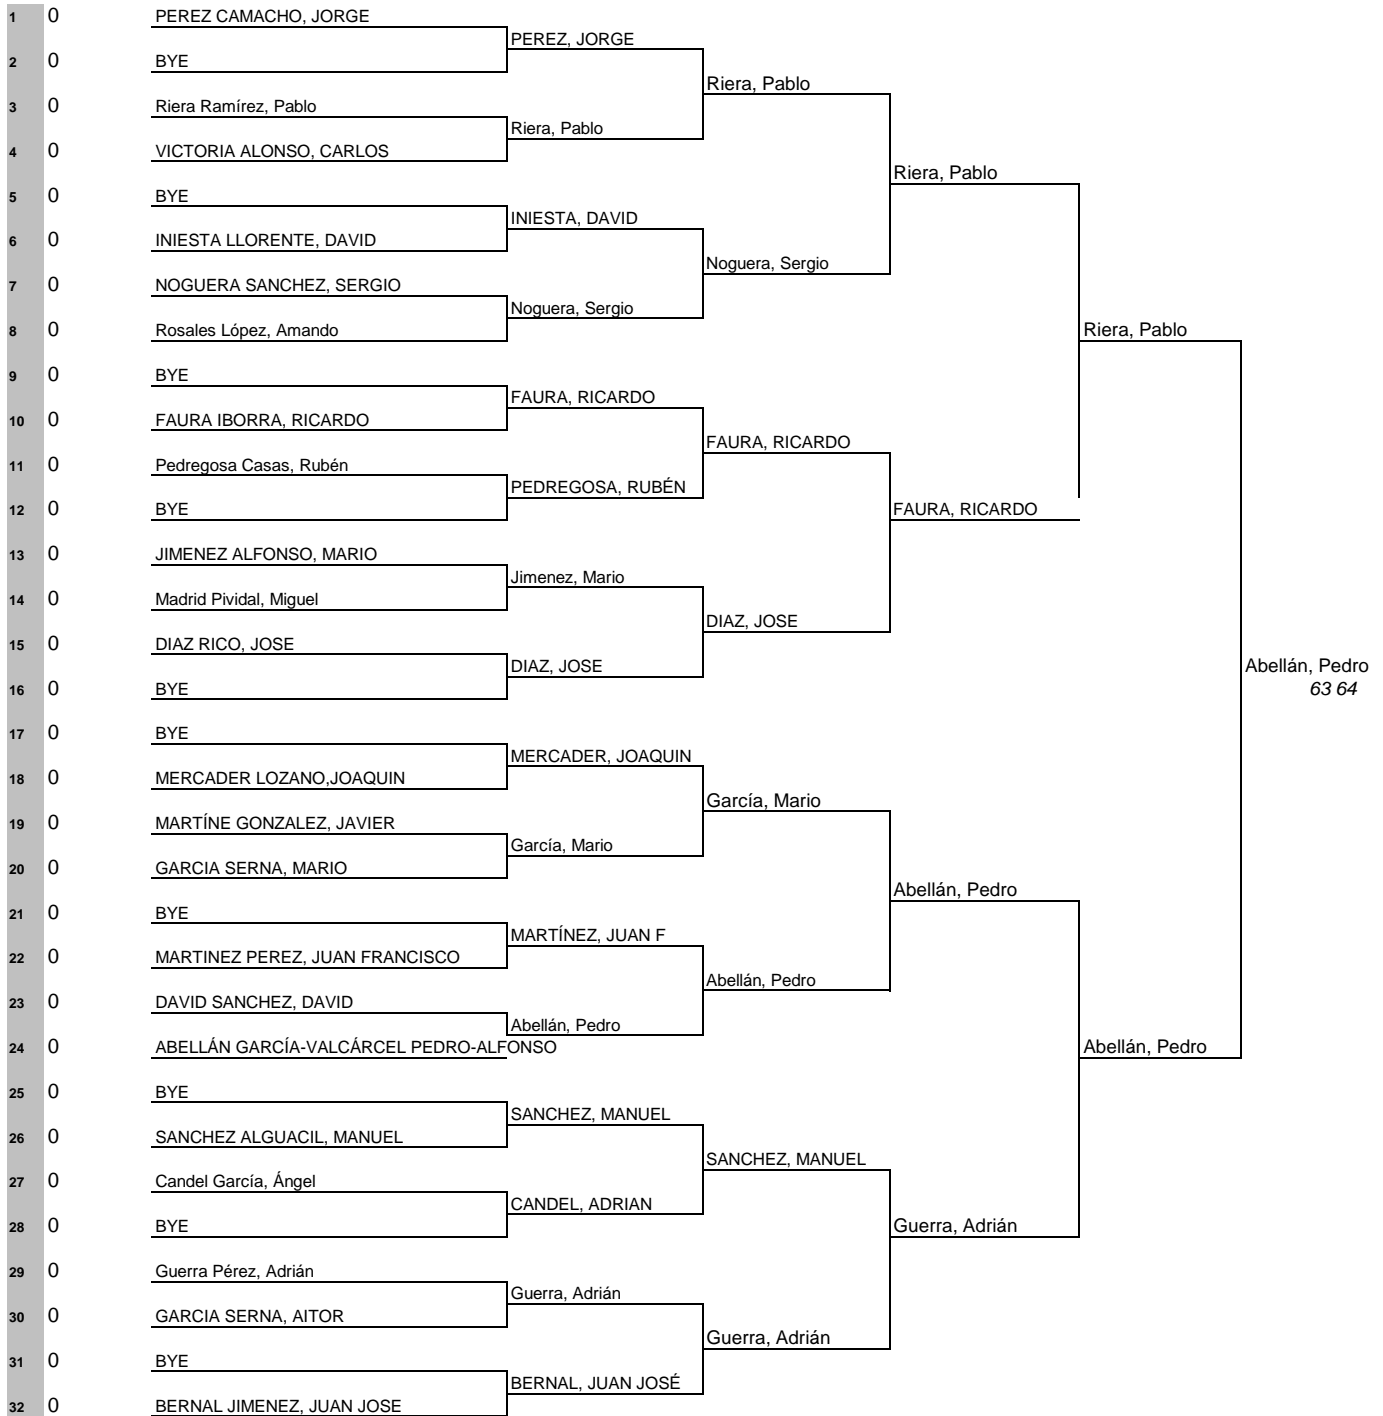 1 0 PEREZ CAMACHO, JORGE
PEREZ, JORGE
2 0 BYE
Riera, Pablo
3 0 Riera Ramírez, Pablo
Riera, Pablo
4 0 VICTORIA ALONSO, CARLOS
Riera, Pablo
5 0 BYE
INIESTA, DAVID
6 0 INIESTA LLORENTE, DAVID
Noguera, Sergio
7 0 NOGUERA SANCHEZ, SERGIO
Noguera, Sergio
8 0 Rosales López, Amando
Riera, Pablo
9 0 BYE
FAURA, RICARDO
10 0 FAURA IBORRA, RICARDO
FAURA, RICARDO
11 0 Pedregosa Casas, Rubén
PEDREGOSA, RUBÉN
12 0 BYE
FAURA, RICARDO
13 0 JIMENEZ ALFONSO, MARIO
Jimenez, Mario
14 0 Madrid Pividal, Miguel
DIAZ, JOSE
15 0 DIAZ RICO, JOSE
DIAZ, JOSE
Abellán, Pedro
16 0 BYE
63 64
17 0 BYE
MERCADER, JOAQUIN
18 0 MERCADER LOZANO,JOAQUIN
García, Mario
19 0 MARTÍNE GONZALEZ, JAVIER
García, Mario
20 0 GARCIA SERNA, MARIO
Abellán, Pedro
21 0 BYE
MARTÍNEZ, JUAN F
22 0 MARTINEZ PEREZ, JUAN FRANCISCO
Abellán, Pedro
23 0 DAVID SANCHEZ, DAVID
Abellán, Pedro
24 0 ABELLÁN GARCÍA-VALCÁRCEL PEDRO-ALFONSO
Abellán, Pedro
25 0 BYE
SANCHEZ, MANUEL
26 0 SANCHEZ ALGUACIL, MANUEL
SANCHEZ, MANUEL
27 0 Candel García, Ángel
CANDEL, ADRIAN
28 0 BYE
Guerra, Adrián
29 0 Guerra Pérez, Adrián
Guerra, Adrián
30 0 GARCIA SERNA, AITOR
Guerra, Adrián
31 0 BYE
BERNAL, JUAN JOSÉ
32 0 BERNAL JIMENEZ, JUAN JOSE